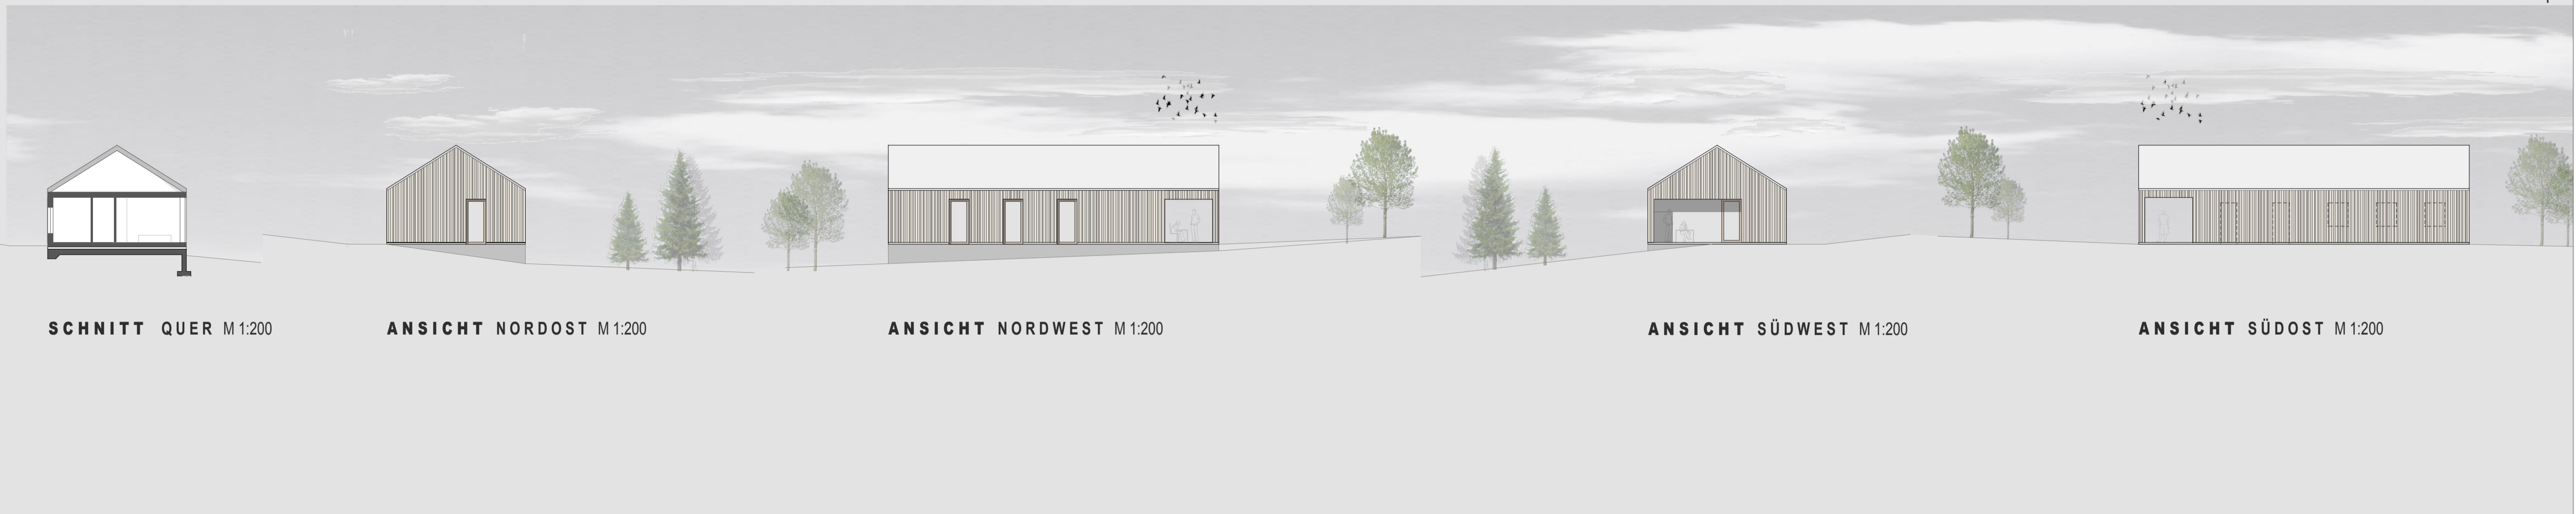 SCHNITT QUER M 1:200
ANSICHT NORDOST M 1:200
ANSICHT NORDWEST M 1:200
ANSICHT SÜDWEST M 1:200
ANSICHT SÜDOST M 1:200